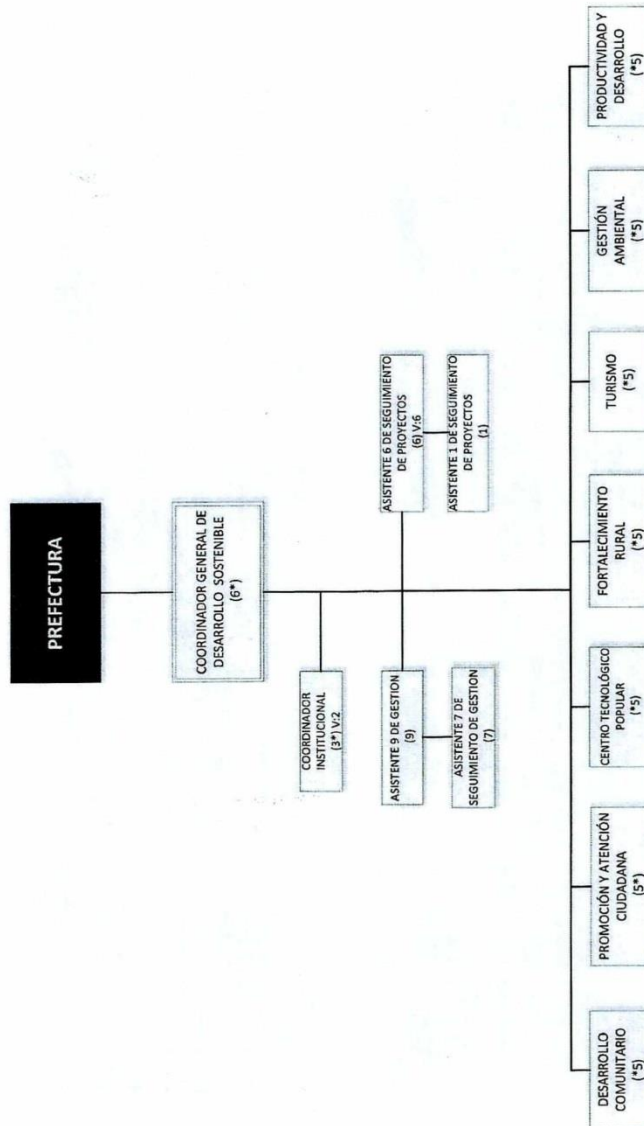 PREFECTURA
COORDINADOR GENERAL DE
DESARROLLO SOSTENIBLE
(6*)
COORDINADOR
INSTITUCIONAL
(3*) V:2
ASISTENTE 9 DE GESTION
(9)
ASISTENTE 7 DE
SEGUIMIENTO DE GESTION
(7)
ASISTENTE 6 DE SEGUIMIENTO
DE PROYECTOS
(6) V:6
ASISTENTE 1 DE SEGUIMIENTO
DE PROYECTOS
(1)
DESARROLLO
COMUNITARIO
(*5)
PROMOCIÓN Y ATENCIÓN
CIUDADANA
(5*)
CENTRO TECNOLÓGICO
POPULAR
(*5)
FORTALECIMIENTO
RURAL
(*5)
TURISMO
(*5)
GESTIÓN
AMBIENTAL
(*5)
PRODUCTIVIDAD Y
DESARROLLO
(*5)